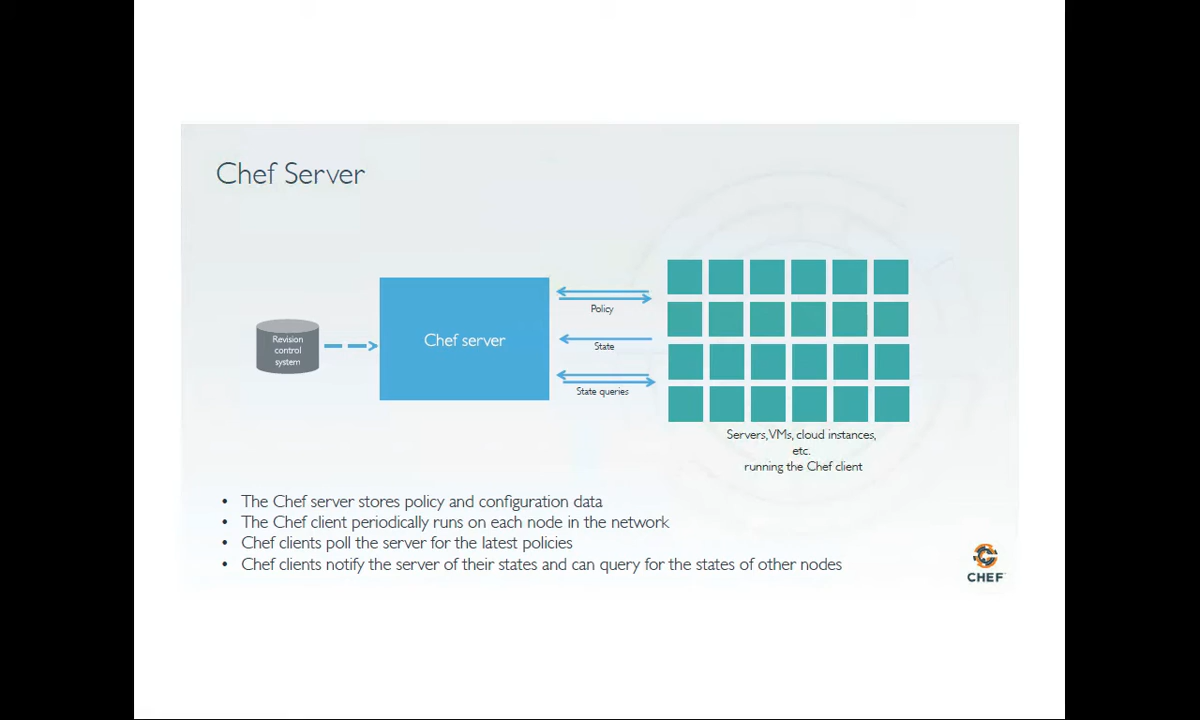 Chef Server
Revision
control
system
Chef server
Policy
State
State queries
Servers, VMs, cloud instances,
etc.
running the Chef client
• The Chef server stores policy and configuration data
• The Chef client periodically runs on each node in the network
• Chef clients poll the server for the latest policies
• Chef clients notify the server of their states and can query for the states of other nodes
CHEF